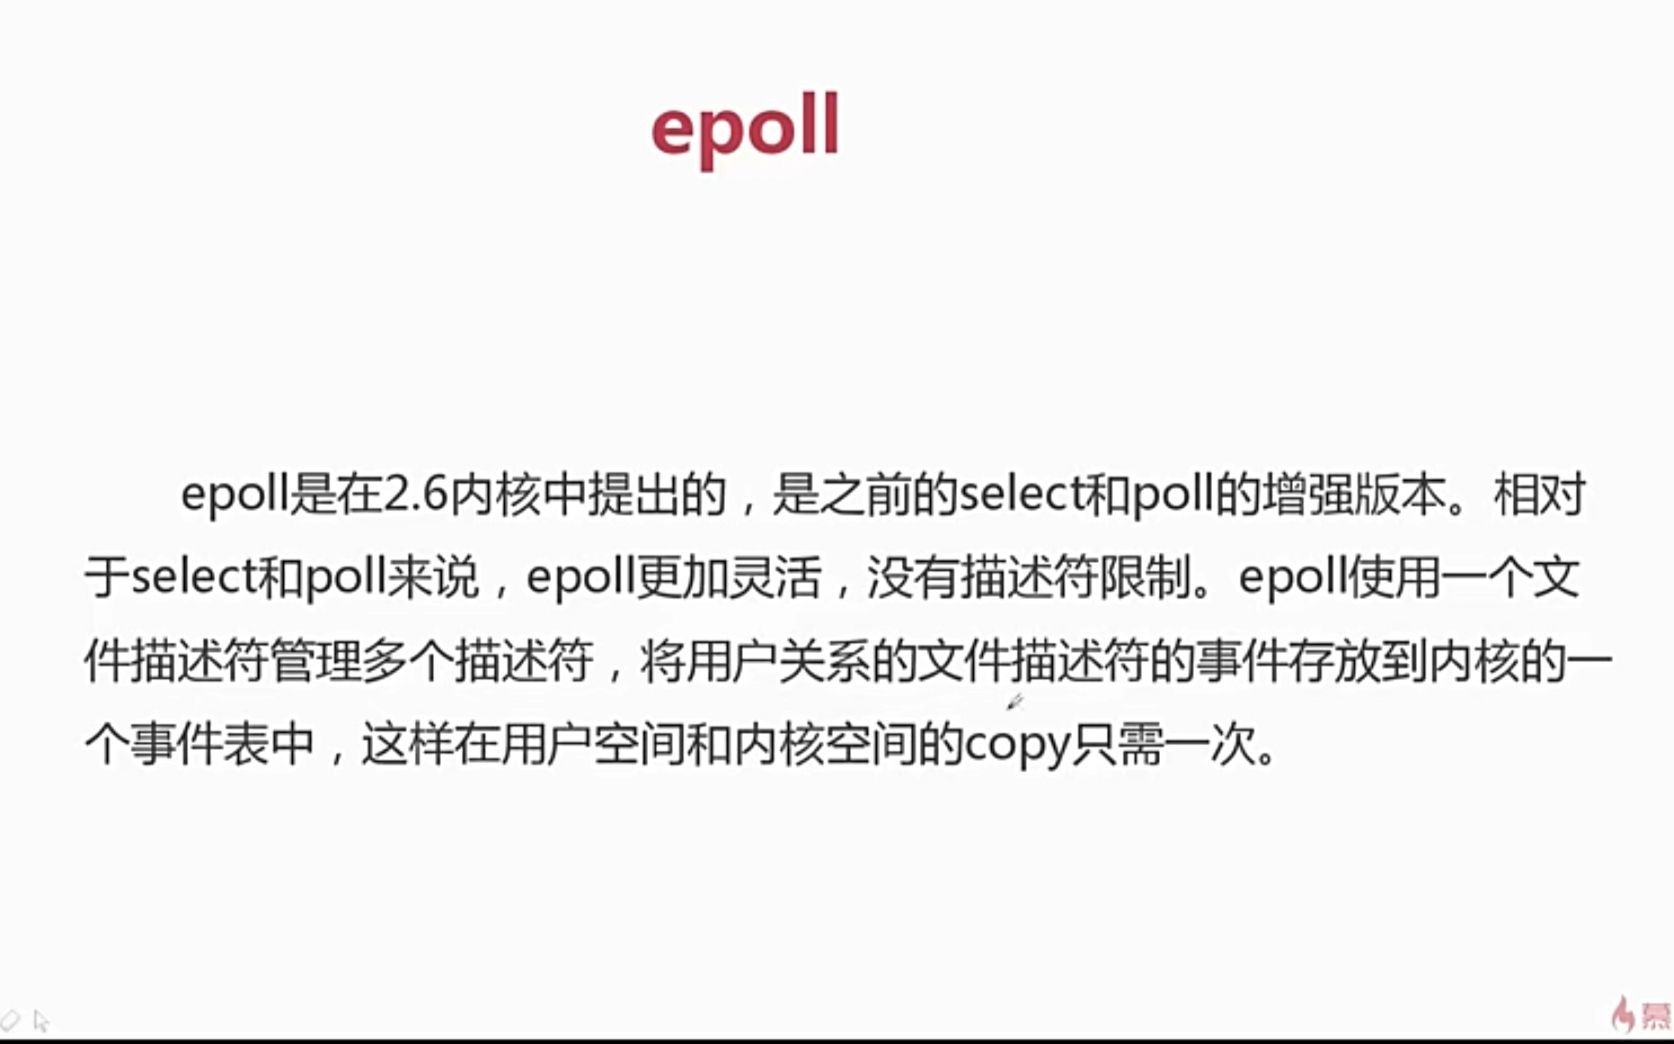 epoll
epoll是在2.6内核中提出的，是之前的select和poll的增强版本。相对
于select和poll来说，epoll更加灵活，没有描述符限制。epoll使用一个文
件描述符管理多个描述符，将用户关系的文件描述符的事件存放到内核的一
个事件表中，这样在用户空间和内核空间的copy只需一次。
慕